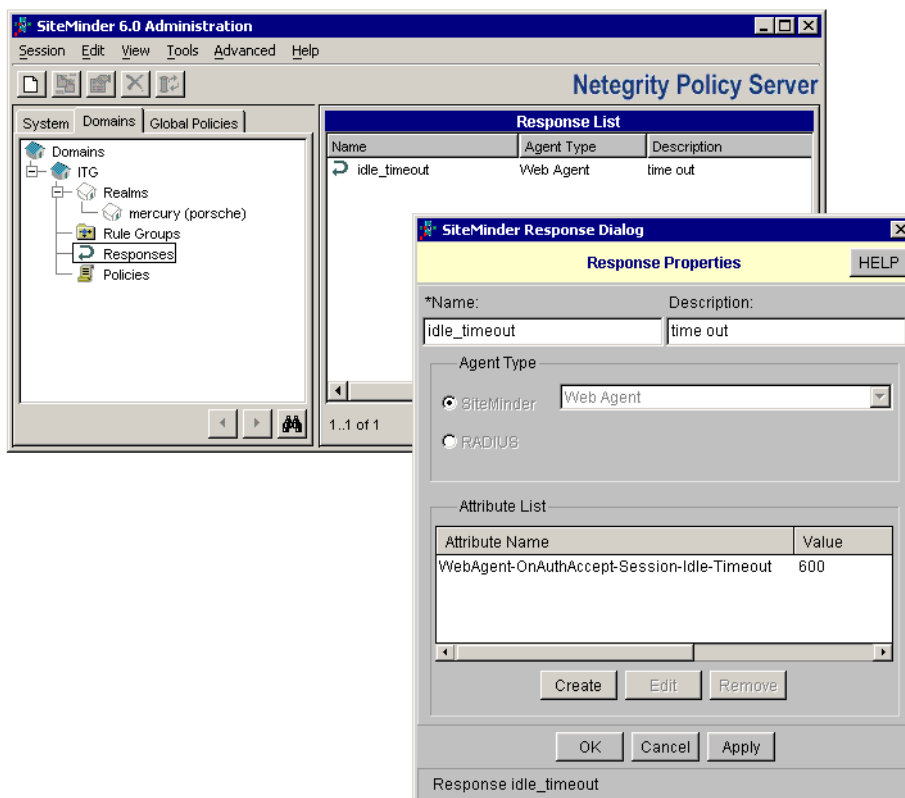 SiteMinder 6.0 Administration
Session Edit View Tools Advanced Help
Netegrity Policy Server
System Domains Global Policies
Domains
ITG
Realms
mercury (porsche)
Rule Groups
Responses
Policies
Response List
Name Agent Type Description
idle_timeout Web Agent time out
1..1 of 1
SiteMinder Response Dialog
Response Properties HELP
*Name: Description:
idle_timeout time out
Agent Type
SiteMinder Web Agent
RADIUS
Attribute List
Attribute Name Value
WebAgent-OnAuthAccept-Session-Idle-Timeout 600
Create Edit Remove
OK Cancel Apply
Response idle_timeout